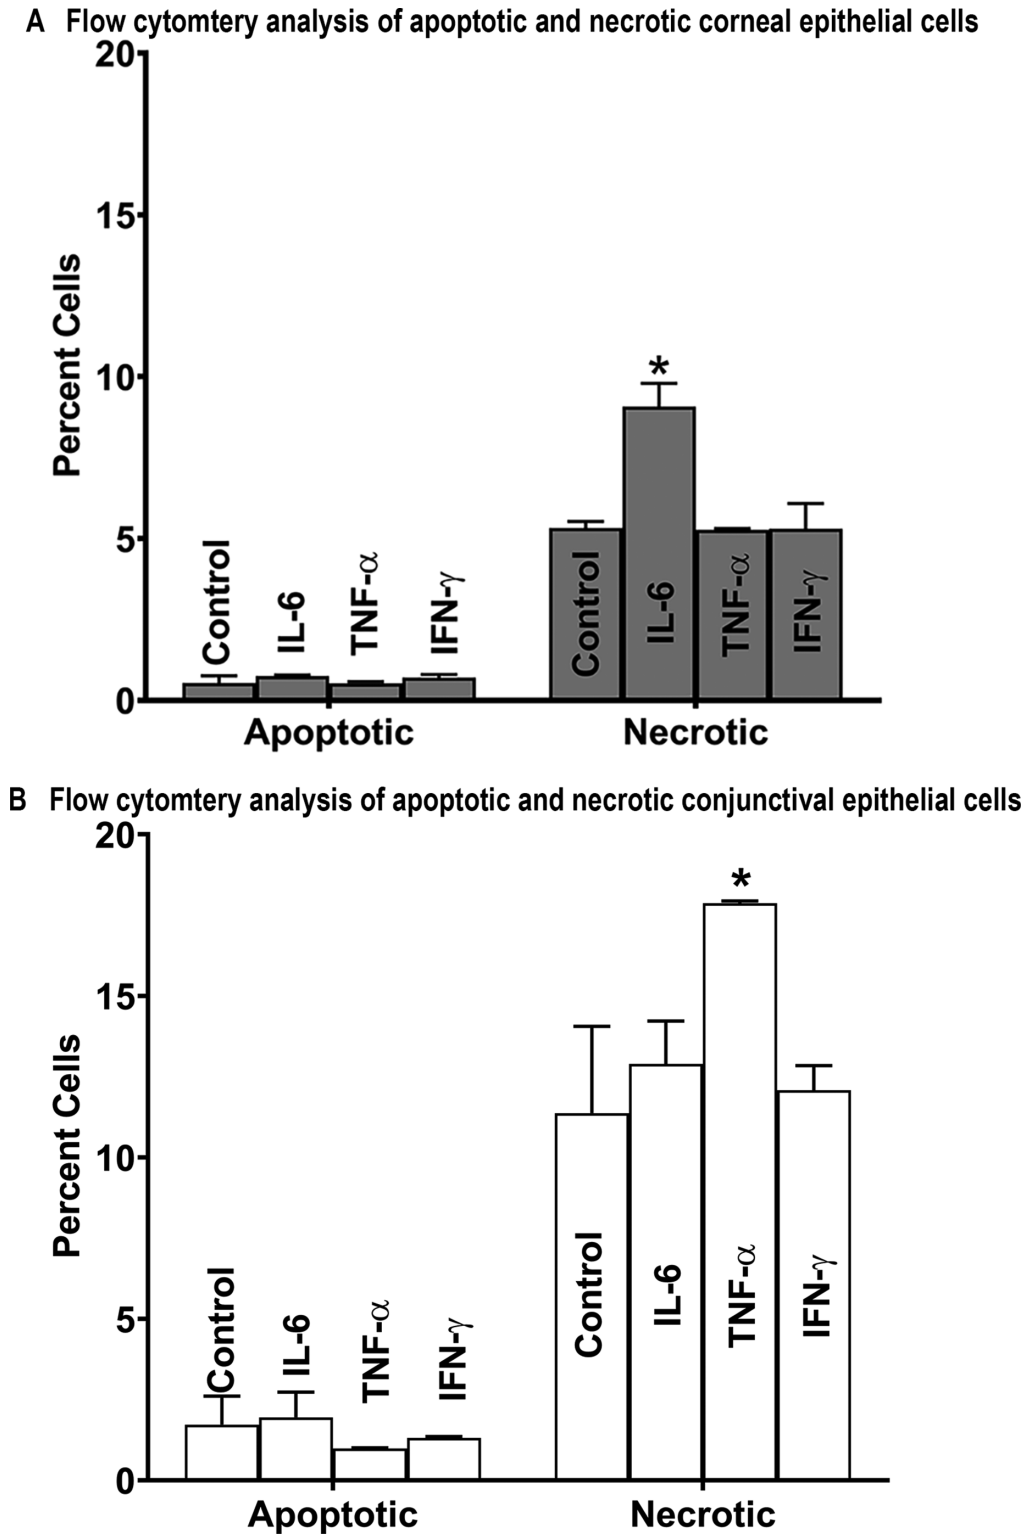 A Flow cytomtery analysis of apoptotic and necrotic corneal epithelial cells
20
15
10
5
0
Percent Cells
Control
IL-6
TNF-α
IFN-γ
Control
IL-6
TNF-α
IFN-γ
*
Apoptotic
Necrotic
B Flow cytomtery analysis of apoptotic and necrotic conjunctival epithelial cells
20
15
10
5
0
Percent Cells
Control
IL-6
TNF-α
IFN-γ
Control
IL-6
TNF-α
IFN-γ
*
Apoptotic
Necrotic